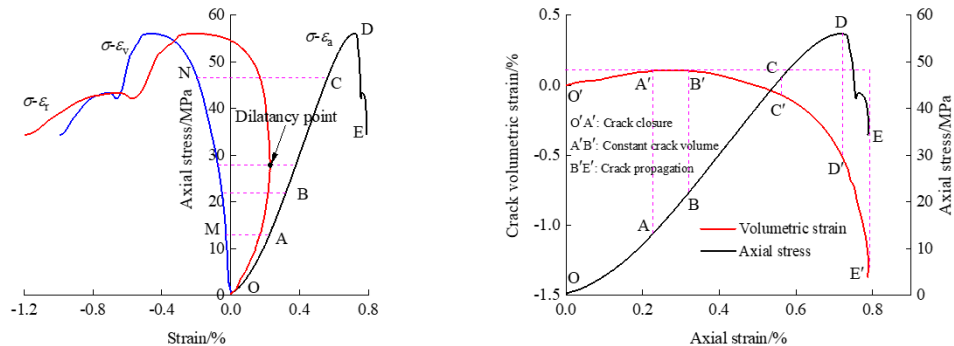 60
50
40
30
20
10
0
-1.2
-0.8
-0.4
0.0
0.4
0.8
Axial stress/MPa
Strain/%
σ-εv
σ-εa
σ-εr
D
N
C
E
Dilatancy point
B
M
A
O
0.5
0.0
-0.5
-1.0
-1.5
Crack volumetric strain/%
0.0
0.2
0.4
0.6
0.8
1.0
Axial strain/%
60
50
40
30
20
10
0
Axial stress/MPa
D
C
O′
A′
B′
C′
O′A′: Crack closure
A′B′: Constant crack volume
B′E′: Crack propagation
E
D′
B
A
Volumetric strain
Axial stress
E′
O